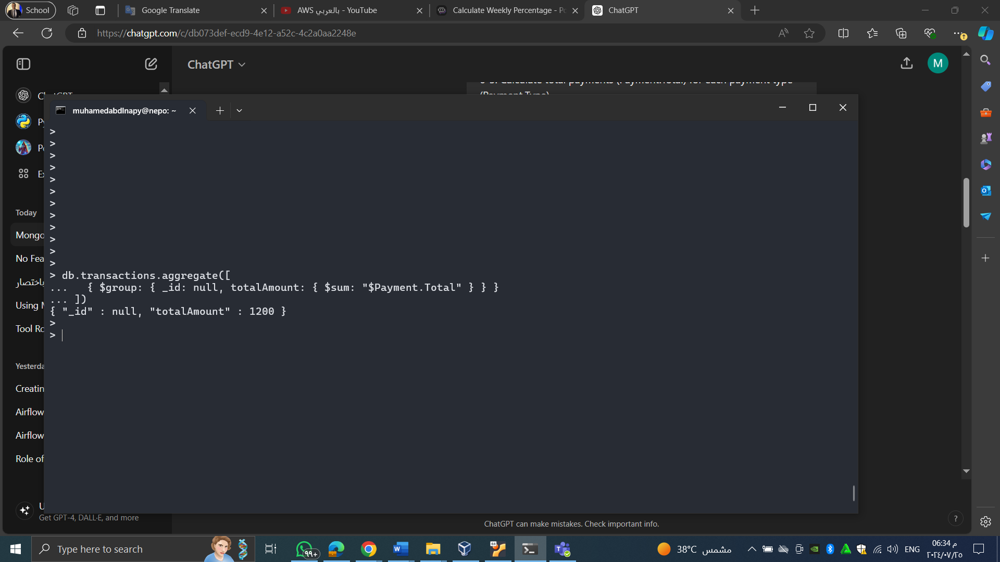 School
Google Translate
AWS بالعربي - YouTube
Calculate Weekly Percentage - Po
ChatGPT
https://chatgpt.com/c/db073def-ecd9-4e12-a52c-4c2a0aa2248e
ChatGPT
M
muhamedabdlnapy@nepo: ~
>
>
>
>
>
>
>
>
>
>
>
>
> db.transactions.aggregate([
... { $group: { _id: null, totalAmount: { $sum: "$Payment.Total" } } }
... ])
{ "_id" : null, "totalAmount" : 1200 }
>
>
Today
Mongo
No Fea
باختصار
Using M
Tool Ro
Yesterda
Creatin
Airflow
Airflow
Role of
Get GPT-4, DALL·E, and more
ChatGPT can make mistakes. Check important info.
?
Type here to search
٩٩+
64
38°C مشمس
ENG
06:34 م
٢٠٢٤/٠٧/٢٥